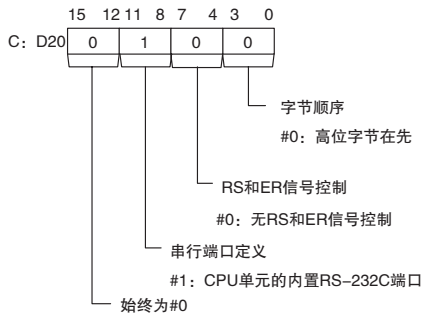 15 12 11 8 7 4 3 0
C：D20 0 1 0 0
字节顺序
#0：高位字节在先
RS和ER信号控制
#0：无RS和ER信号控制
串行端口定义
#1：CPU单元的内置RS-232C端口
始终为#0